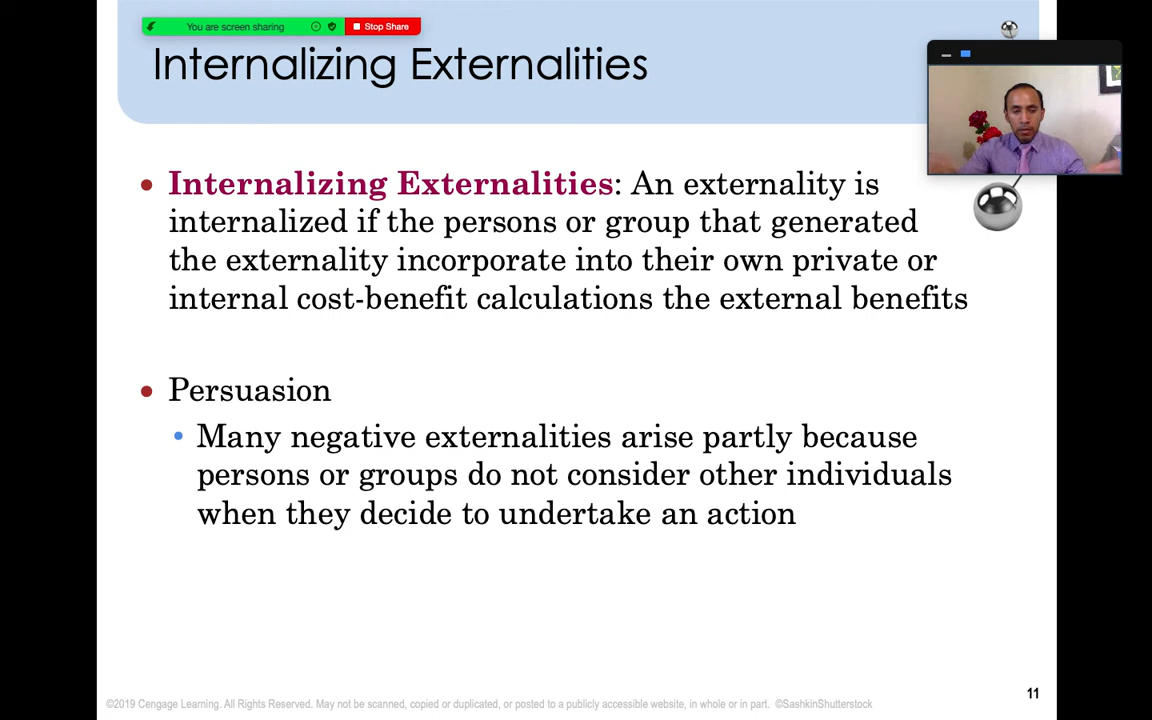 You are screen sharing
Stop Share
Internalizing Externalities
Internalizing Externalities: An externality is
internalized if the persons or group that generated
the externality incorporate into their own private or
internal cost-benefit calculations the external benefits
Persuasion
Many negative externalities arise partly because
persons or groups do not consider other individuals
when they decide to undertake an action
11
©2019 Cengage Learning. All Rights Reserved. May not be scanned, copied or duplicated, or posted to a publicly accessible website, in whole or in part. ©SashkinShutterstock